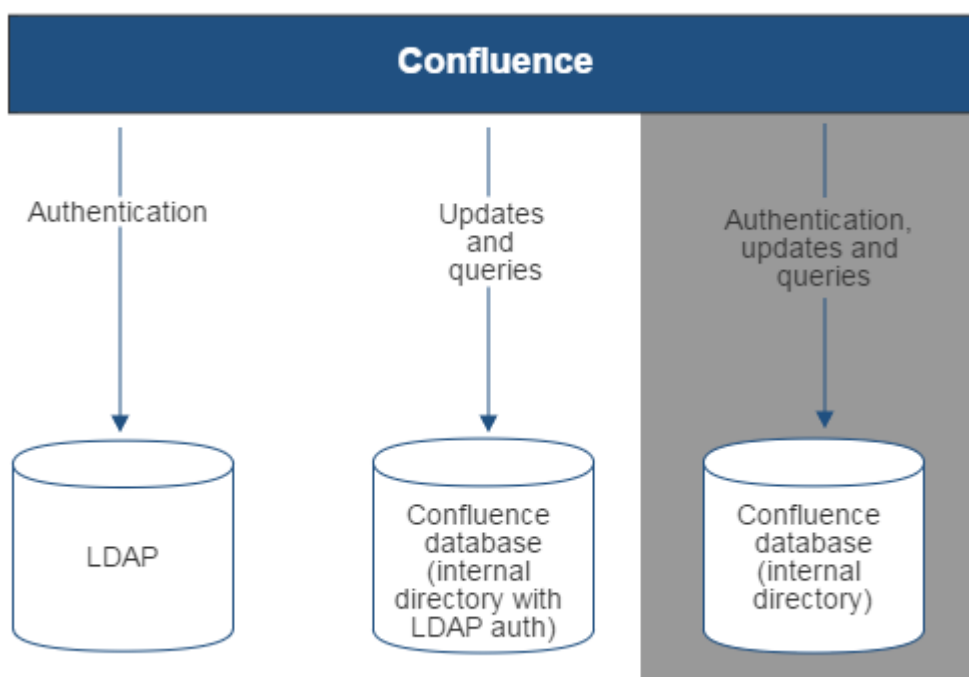 Confluence
Authentication
Updates
and
queries
Authentication,
updates and
queries
LDAP
Confluence
database
(internal
directory with
LDAP auth)
Confluence
database
(internal
directory)